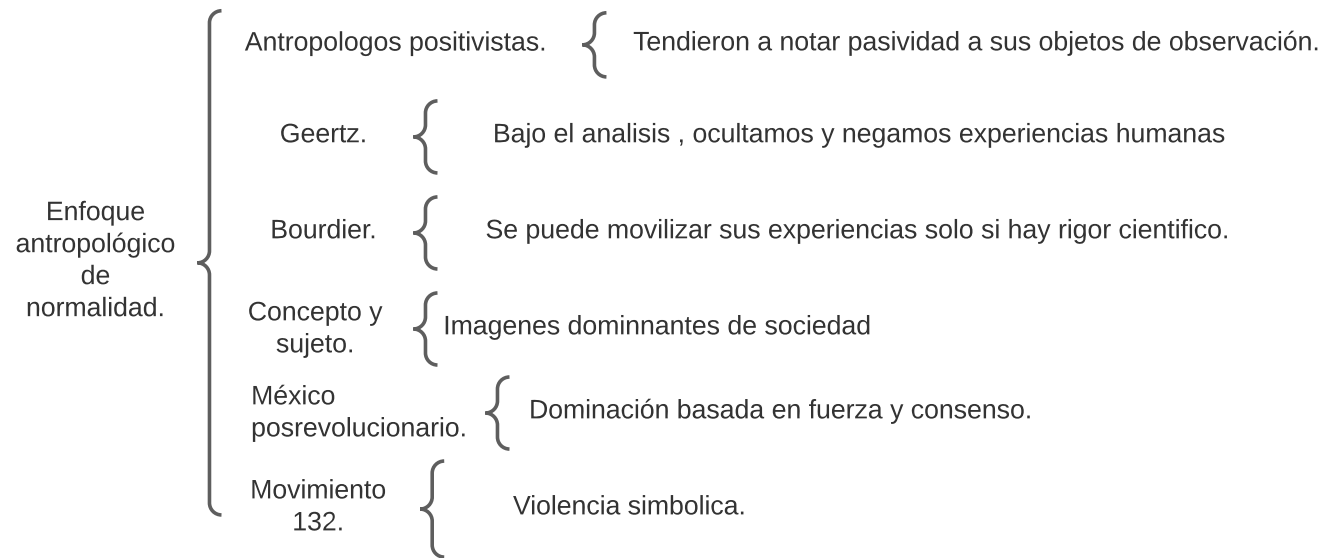 Antropologos positivistas.
Tendieron a notar pasividad a sus objetos de observación.
Geertz.
Bajo el analisis , ocultamos y negamos experiencias humanas
Enfoque
antropológico
de
normalidad.
Bourdier.
Se puede movilizar sus experiencias solo si hay rigor cientifico.
Concepto y
sujeto.
Imagenes dominnantes de sociedad
México
posrevolucionario.
Dominación basada en fuerza y consenso.
Movimiento
132.
Violencia simbolica.